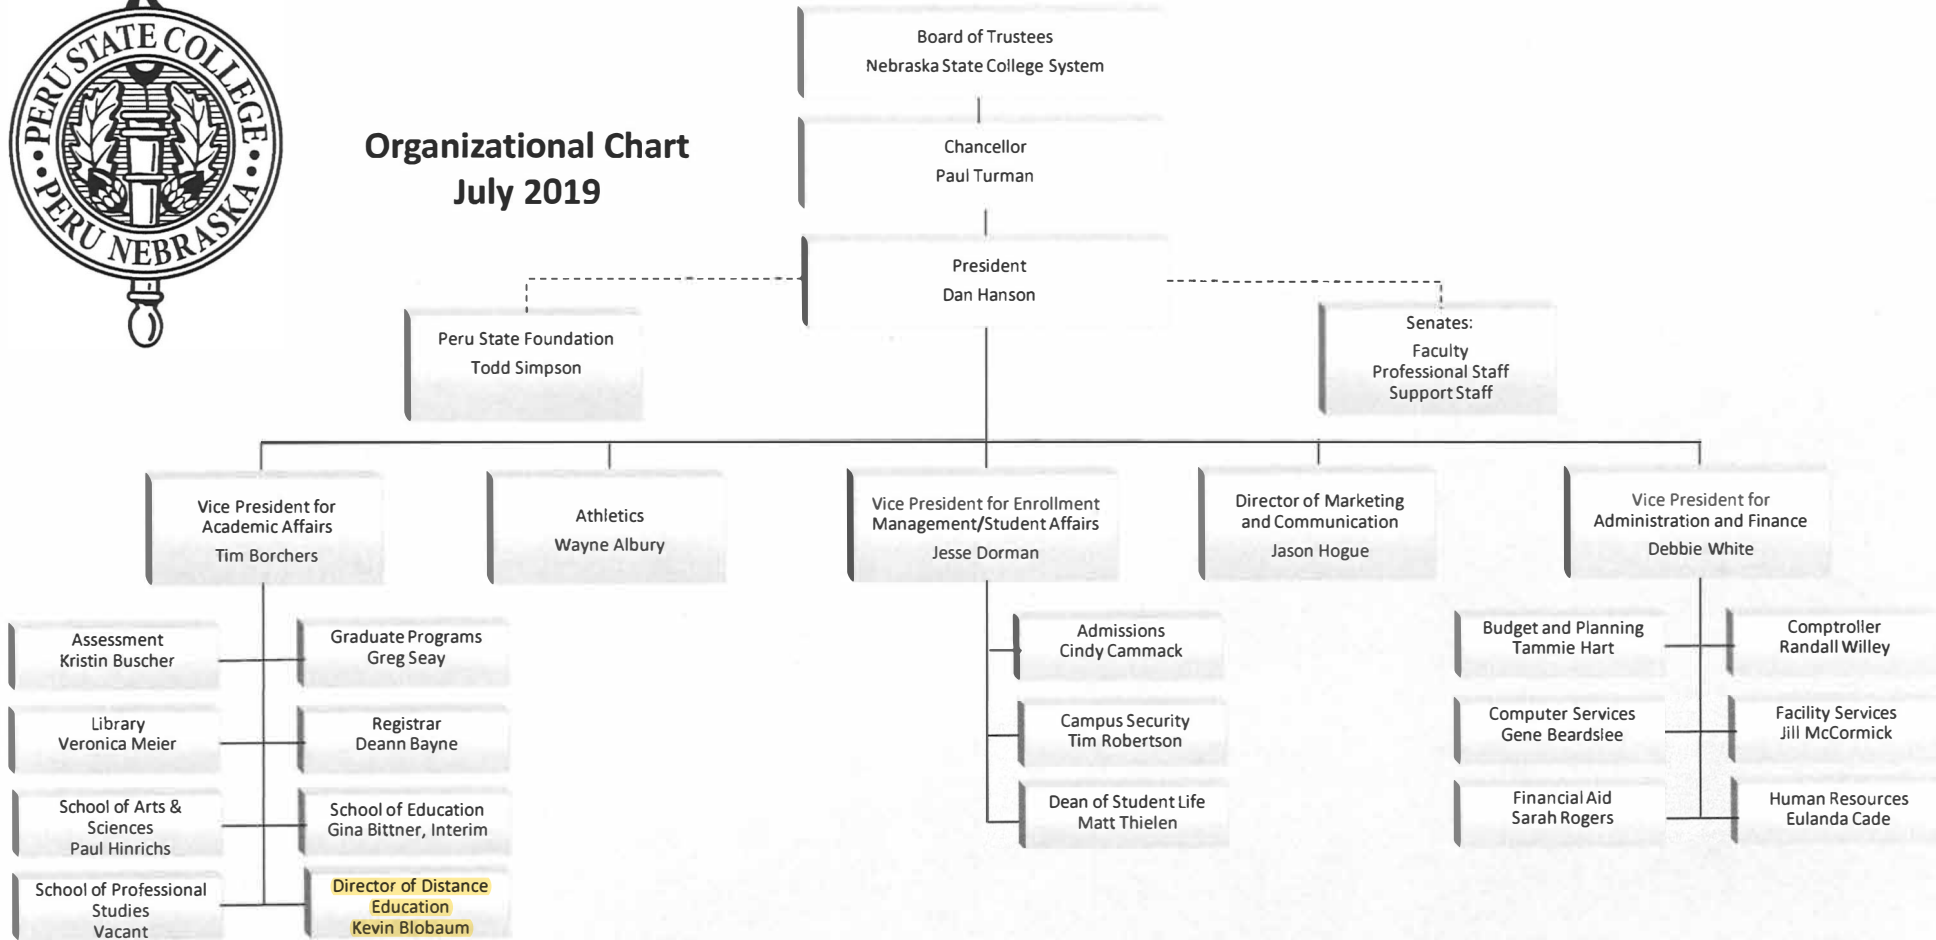 PERU STATE COLLEGE
PERU NEBRASKA
Organizational Chart
July 2019
Board of Trustees
Nebraska State College System
Chancellor
Paul Turman
President
Dan Hanson
Peru State Foundation
Todd Simpson
Senates:
Faculty
Professional Staff
Support Staff
Vice President for
Academic Affairs
Tim Borchers
Athletics
Wayne Albury
Vice President for Enrollment
Management/Student Affairs
Jesse Dorman
Director of Marketing
and Communication
Jason Hogue
Vice President for
Administration and Finance
Debbie White
Assessment
Kristin Buscher
Graduate Programs
Greg Seay
Library
Veronica Meier
Registrar
Deann Bayne
School of Arts &
Sciences
Paul Hinrichs
School of Education
Gina Bittner, Interim
School of Professional
Studies
Vacant
Director of Distance
Education
Kevin Blobaum
Admissions
Cindy Cammack
Campus Security
Tim Robertson
Dean of Student Life
Matt Thielen
Budget and Planning
Tammie Hart
Comptroller
Randall Willey
Computer Services
Gene Beardslee
Facility Services
Jill McCormick
Financial Aid
Sarah Rogers
Human Resources
Eulanda Cade